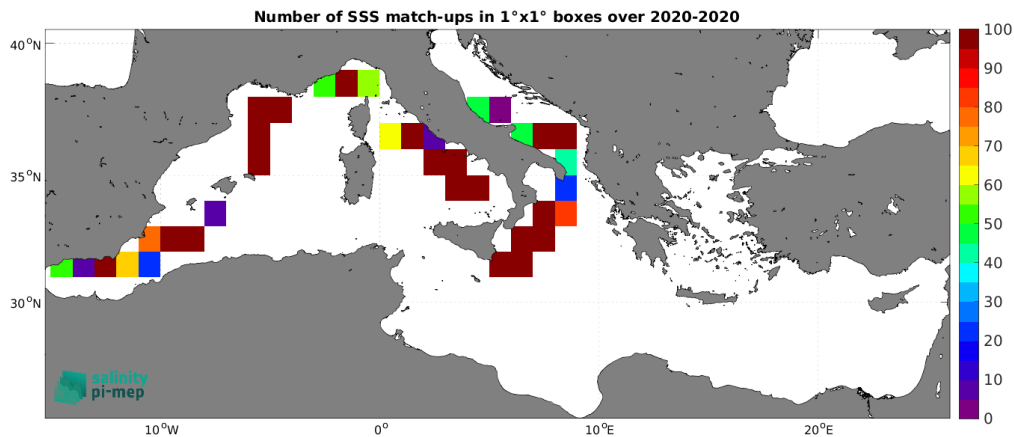 Number of SSS match-ups in 1°x1° boxes over 2020-2020
40°N
35°N
30°N
10°W
0°
10°E
20°E
100
90
80
70
60
50
40
30
20
10
0
salinity
pi-mep